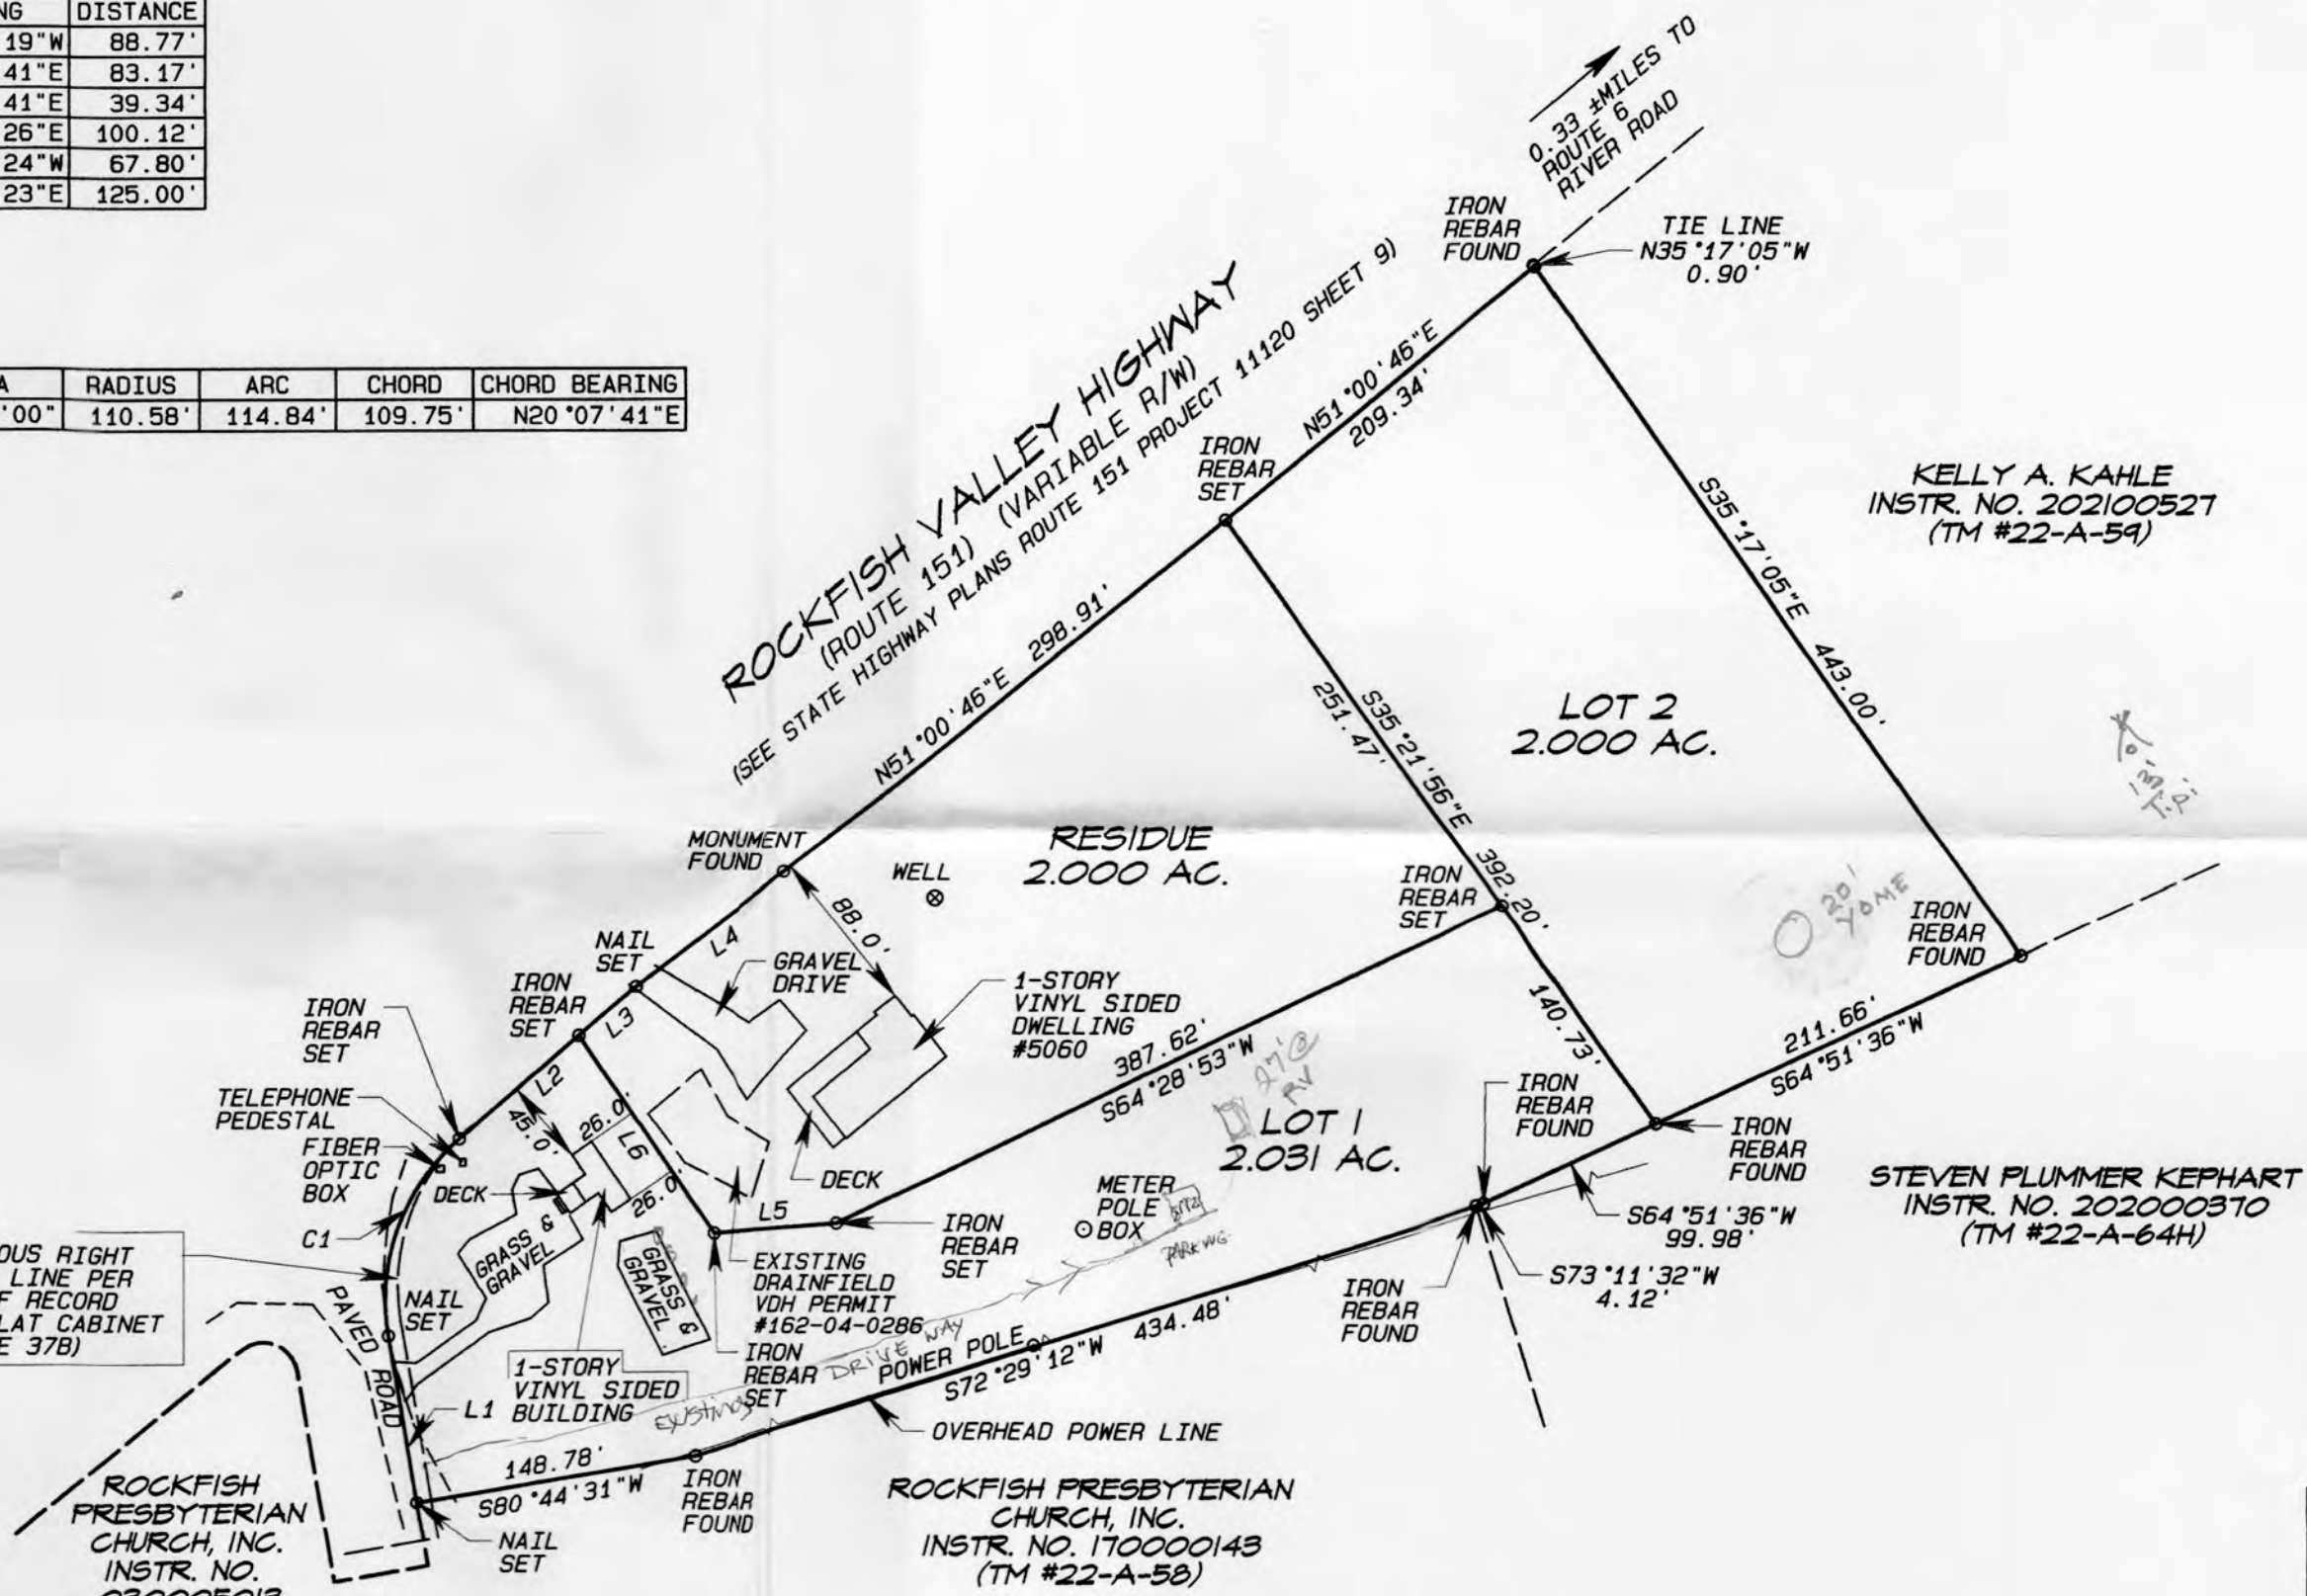 NG DISTANCE
19"W 88.77'
41"E 83.17'
41"E 39.34'
26"E 100.12'
24"W 67.80'
23"E 125.00'
A RADIUS ARC CHORD CHORD BEARING
'00" 110.58' 114.84' 109.75' N20°07'41"E
0.33 ±MILES TO
ROUTE 6
RIVER ROAD
IRON
REBAR
FOUND
TIE LINE
N35°17'05"W
0.90'
ROCKFISH VALLEY HIGHWAY
(ROUTE 151) (VARIABLE R/W)
(SEE STATE HIGHWAY PLANS ROUTE 151 PROJECT 11120 SHEET 9)
N51°00'46"E
209.34'
IRON
REBAR
SET
N51°00'46"E 298.91'
S35°17'05"E 443.00'
KELLY A. KAHLE
INSTR. NO. 202100527
(TM #22-A-59)
LOT 2
2.000 AC.
S35°21'56"E 392.20'
251.47'
140.73'
RESIDUE
2.000 AC.
MONUMENT
FOUND
WELL
88.0'
IRON
REBAR
SET
20'
YOME
IRON
REBAR
FOUND
NAIL
SET
L4
GRAVEL
DRIVE
1-STORY
VINYL SIDED
DWELLING
#5060
IRON
REBAR
SET
L3
IRON
REBAR
SET
L2
TELEPHONE
PEDESTAL
FIBER
OPTIC
BOX
45.0'
26.0'
L6
26.0'
DECK
DECK
C1
L5
387.62'
S64°28'53"W
27'
RV
LOT 1
2.031 AC.
METER
POLE
BOX
PARKING
IRON
REBAR
FOUND
211.66'
S64°51'36"W
IRON
REBAR
FOUND
STEVEN PLUMMER KEPHART
INSTR. NO. 202000370
(TM #22-A-64H)
S64°51'36"W
99.98'
S73°11'32"W
4.12'
IRON
REBAR
FOUND
IRON
REBAR
SET
EXISTING
DRAINFIELD
VDH PERMIT
#162-04-0286
IRON
REBAR
SET
GRASS &
GRAVEL
GRASS &
GRAVEL
OUS RIGHT
LINE PER
F RECORD
LAT CABINET
E 37B)
NAIL
SET
PAVED ROAD
L1
1-STORY
VINYL SIDED
BUILDING
EXISTING DRIVE WAY
POWER POLE
S72°29'12"W 434.48'
OVERHEAD POWER LINE
148.78'
S80°44'31"W
IRON
REBAR
FOUND
NAIL
SET
ROCKFISH
PRESBYTERIAN
CHURCH, INC.
INSTR. NO.
ROCKFISH PRESBYTERIAN
CHURCH, INC.
INSTR. NO. 170000143
(TM #22-A-58)